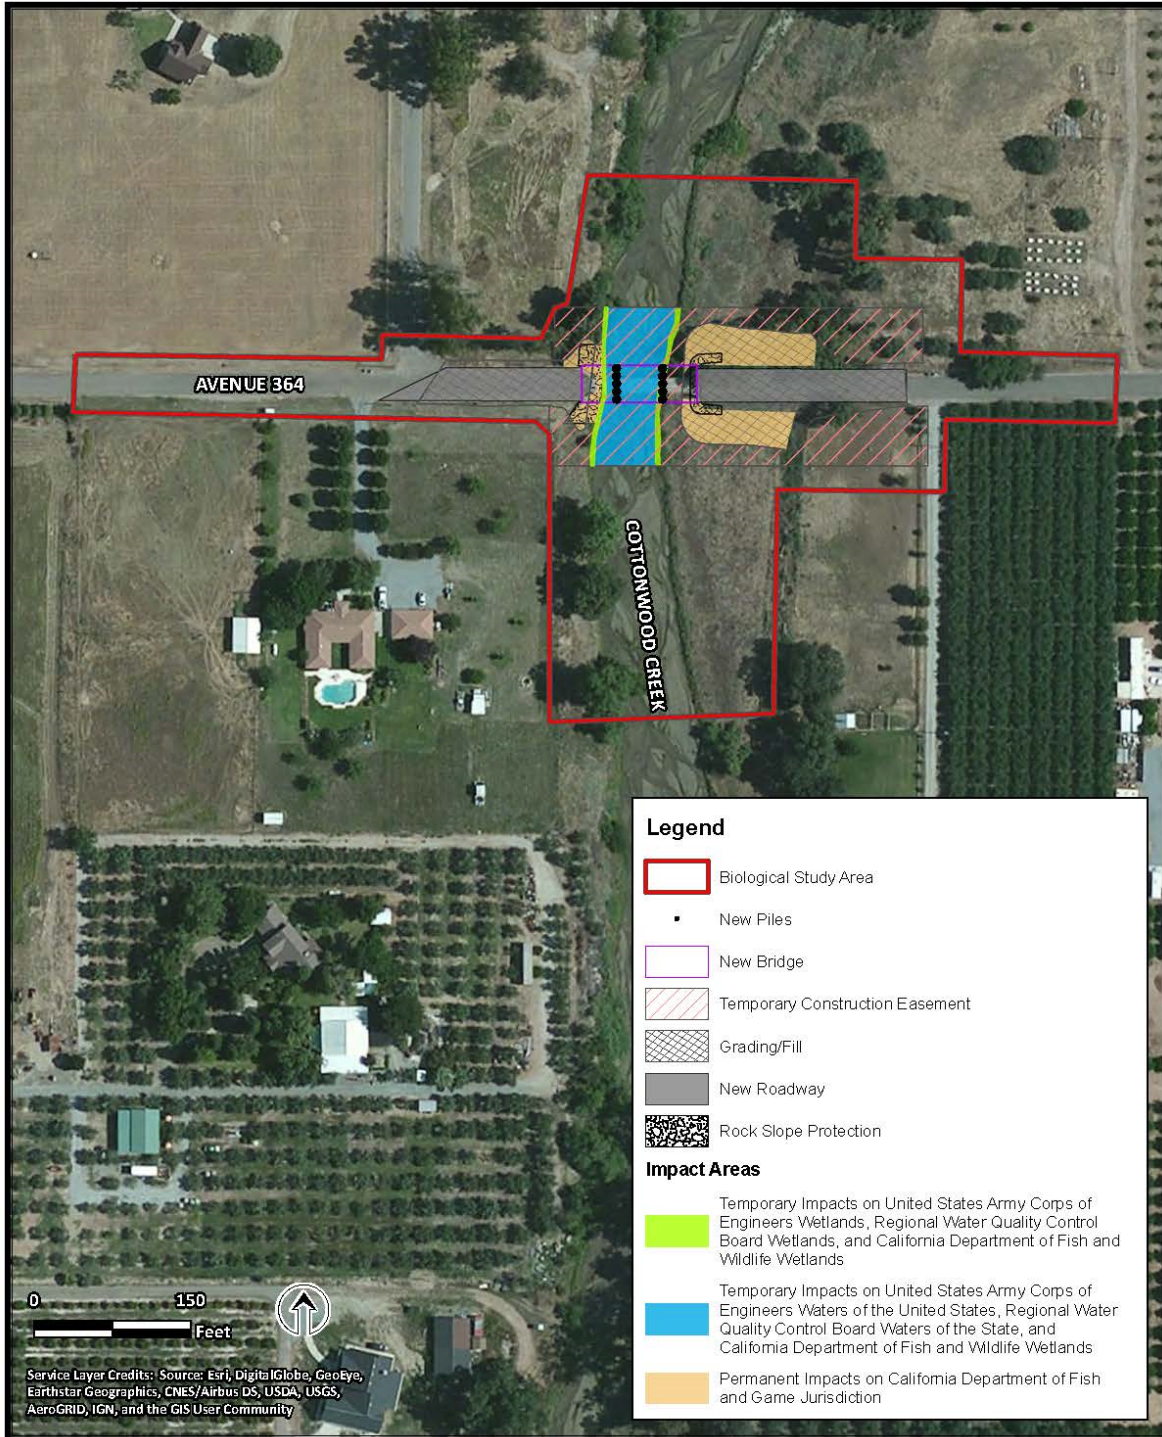 AVENUE 364
COTTONWOOD CREEK
Legend
Biological Study Area
New Piles
New Bridge
Temporary Construction Easement
Grading/Fill
New Roadway
Rock Slope Protection
Impact Areas
Temporary Impacts on United States Army Corps of
Engineers Wetlands, Regional Water Quality Control
Board Wetlands, and California Department of Fish and
Wildlife Wetlands
Temporary Impacts on United States Army Corps of
Engineers Waters of the United States, Regional Water
Quality Control Board Waters of the State, and
California Department of Fish and Wildlife Wetlands
Permanent Impacts on California Department of Fish
and Game Jurisdiction
0 150
Feet
Service Layer Credits: Source: Esri, DigitalGlobe, GeoEye,
Earthstar Geographics, CNES/Airbus DS, USDA, USGS,
AeroGRID, IGN, and the GIS User Community